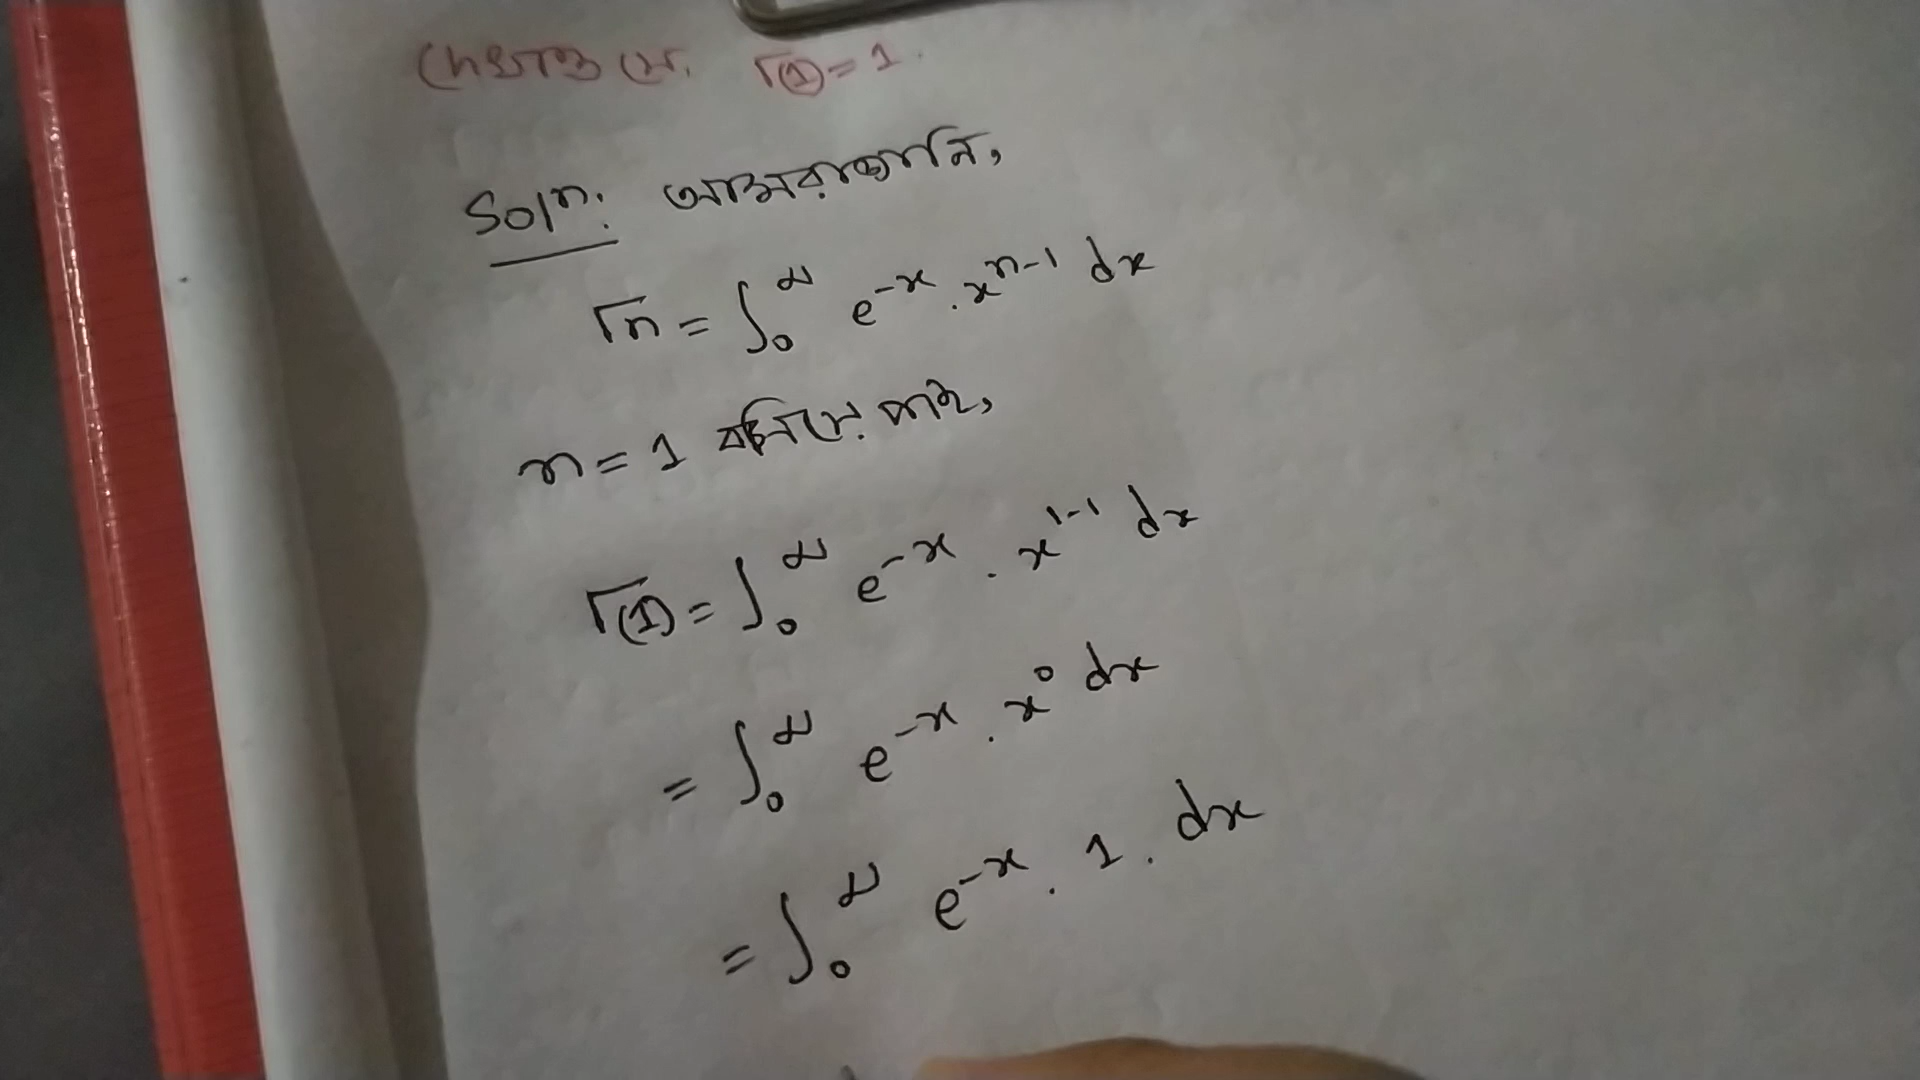 দেখাও যে, Γ(1) = 1.
Soln: আমরা জানি,
Γn = ∫₀^∞ e^-x . x^n-1 dx
n = 1 বসিয়ে পাই,
Γ(1) = ∫₀^∞ e^-x . x^1-1 dx
= ∫₀^∞ e^-x . x^0 dx
= ∫₀^∞ e^-x . 1 . dx